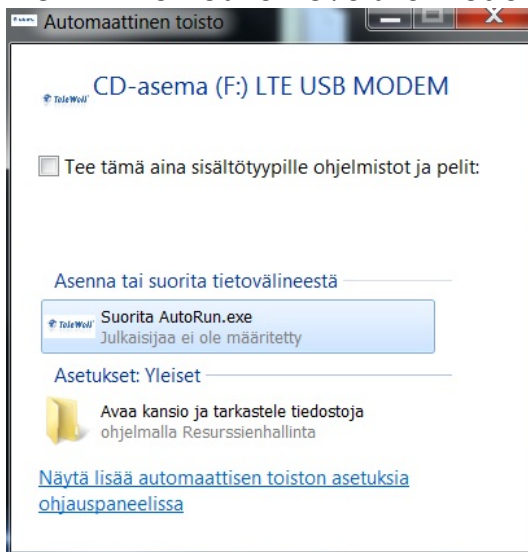 Automaattinen toisto
TeleWell
CD-asema (F:) LTE USB MODEM
Tee tämä aina sisältötyypille ohjelmistot ja pelit:
Asenna tai suorita tietovälineestä
TeleWell
Suorita AutoRun.exe
Julkaisijaa ei ole määritetty
Asetukset: Yleiset
Avaa kansio ja tarkastele tiedostoja
ohjelmalla Resurssienhallinta
Näytä lisää automaattisen toiston asetuksia
ohjauspaneelissa